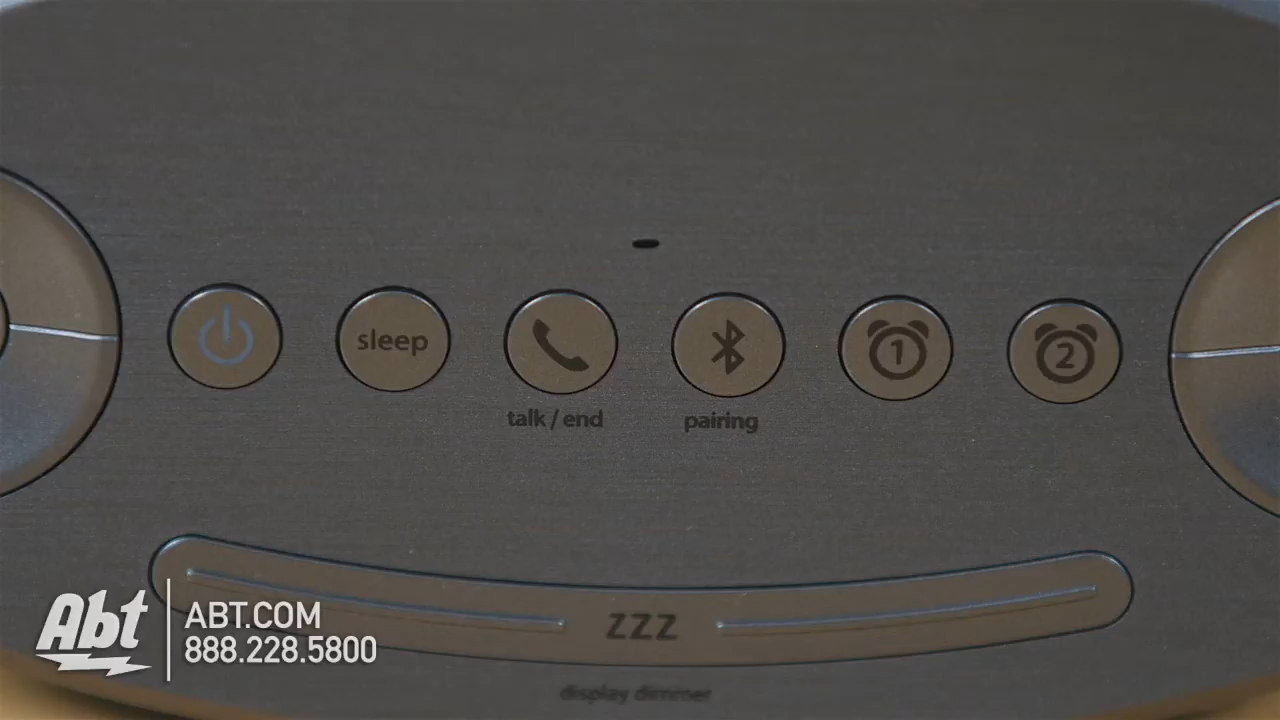 sleep
talk / end
pairing
1
2
ZZZ
display dimmer
Abt
ABT.COM
888.228.5800